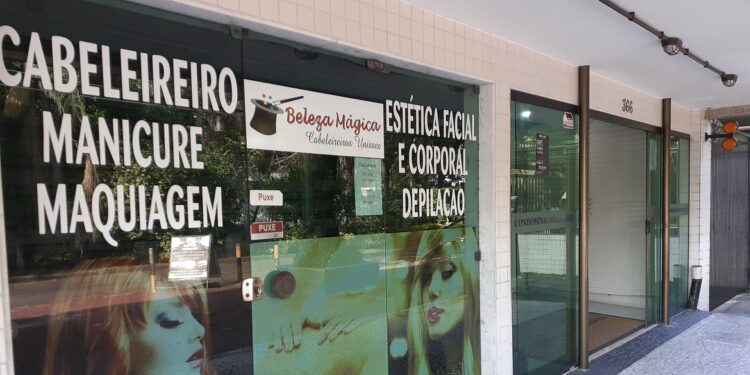 CABELEIREIRO
MANICURE
MAQUIAGEM
Beleza Mágica
Cabeleireiros Unissex
Puxe
PUXE
ESTÉTICA FACIAL
E CORPORAL
DEPILAÇÃO
366
CONDOMÍNIO